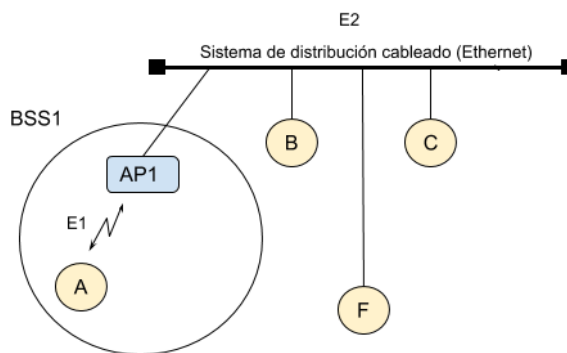 E2
Sistema de distribución cableado (Ethernet)
BSS1
AP1
B
C
E1
A
F